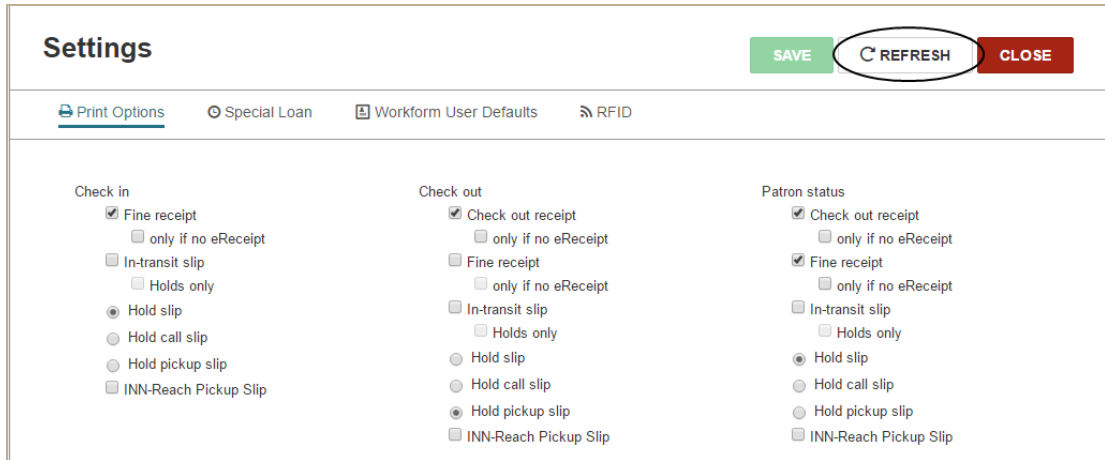 Settings
SAVE
REFRESH
CLOSE
Print Options
Special Loan
Workform User Defaults
RFID
Check in
Fine receipt
only if no eReceipt
In-transit slip
Holds only
Hold slip
Hold call slip
Hold pickup slip
INN-Reach Pickup Slip
Check out
Check out receipt
only if no eReceipt
Fine receipt
only if no eReceipt
In-transit slip
Holds only
Hold slip
Hold call slip
Hold pickup slip
INN-Reach Pickup Slip
Patron status
Check out receipt
only if no eReceipt
Fine receipt
only if no eReceipt
In-transit slip
Holds only
Hold slip
Hold call slip
Hold pickup slip
INN-Reach Pickup Slip